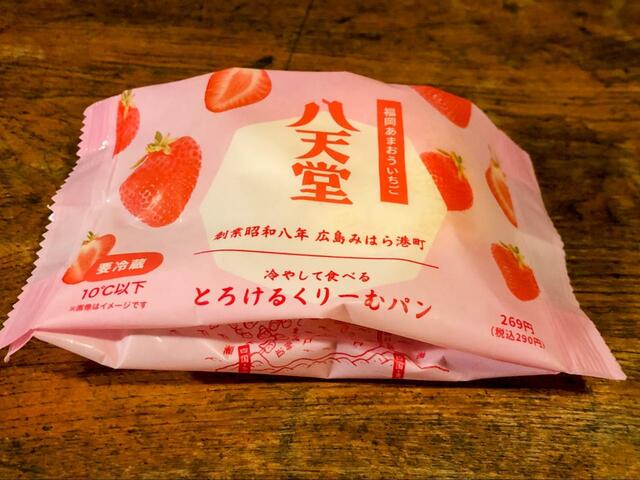 八天堂
福岡あまおういちご
創業昭和八年 広島みはら港町
冷やして食べる
とろけるくりーむパン
要冷蔵
10℃以下
※画像はイメージです
269円
(税込290円)